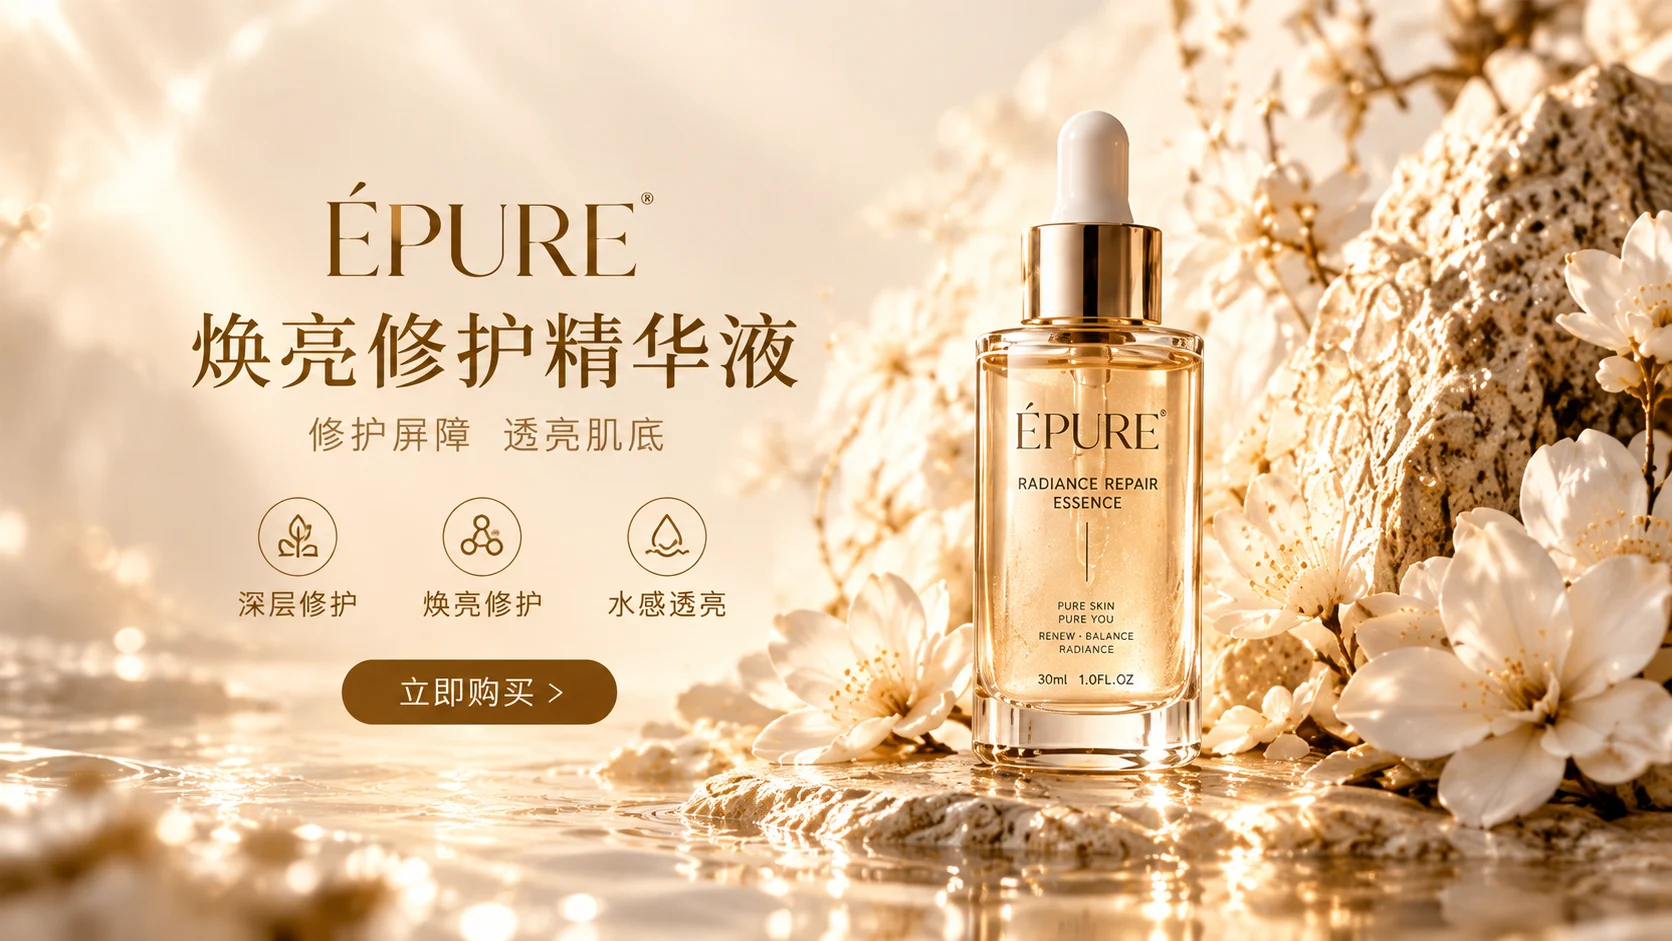 ÉPURE®
焕亮修护精华液
修护屏障 透亮肌底
深层修护
焕亮修护
水感透亮
立即购买 >
ÉPURE®
RADIANCE REPAIR
ESSENCE
PURE SKIN
PURE YOU
RENEW · BALANCE
RADIANCE
30ml 1.0FL.OZ